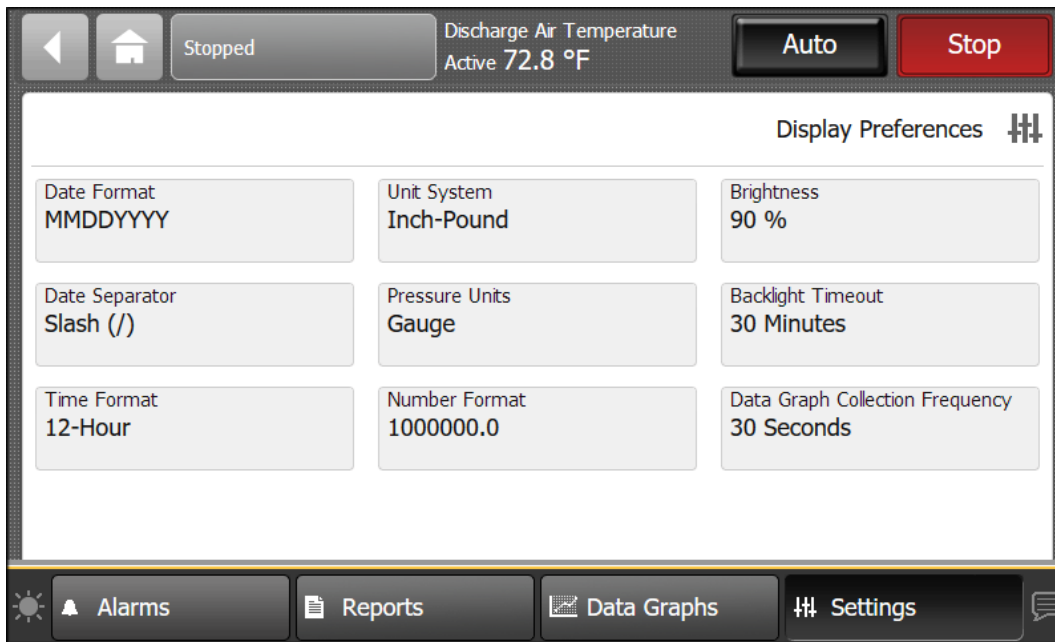 Stopped
Discharge Air Temperature
Active 72.8 °F
Auto
Stop
Display Preferences
Date Format
MMDDYYYY
Unit System
Inch-Pound
Brightness
90 %
Date Separator
Slash (/)
Pressure Units
Gauge
Backlight Timeout
30 Minutes
Time Format
12-Hour
Number Format
1000000.0
Data Graph Collection Frequency
30 Seconds
Alarms
Reports
Data Graphs
Settings